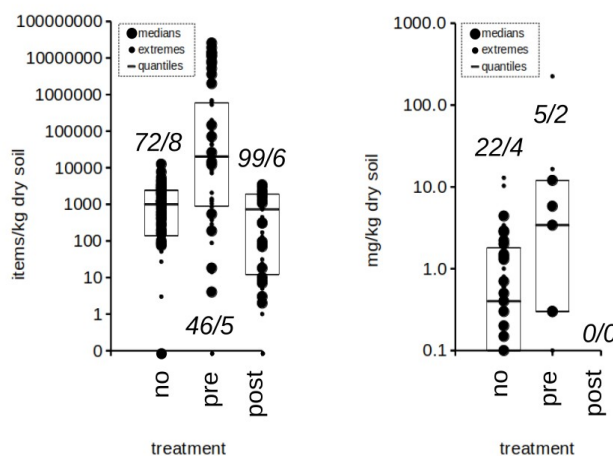 100000000
10000000
1000000
100000
10000
1000
100
10
1
0
items/kg dry soil
medians
extremes
quantiles
72/8
99/6
46/5
no
pre
post
treatment
1000.0
100.0
10.0
1.0
0.1
mg/kg dry soil
medians
extremes
quantiles
5/2
22/4
0/0
no
pre
post
treatment